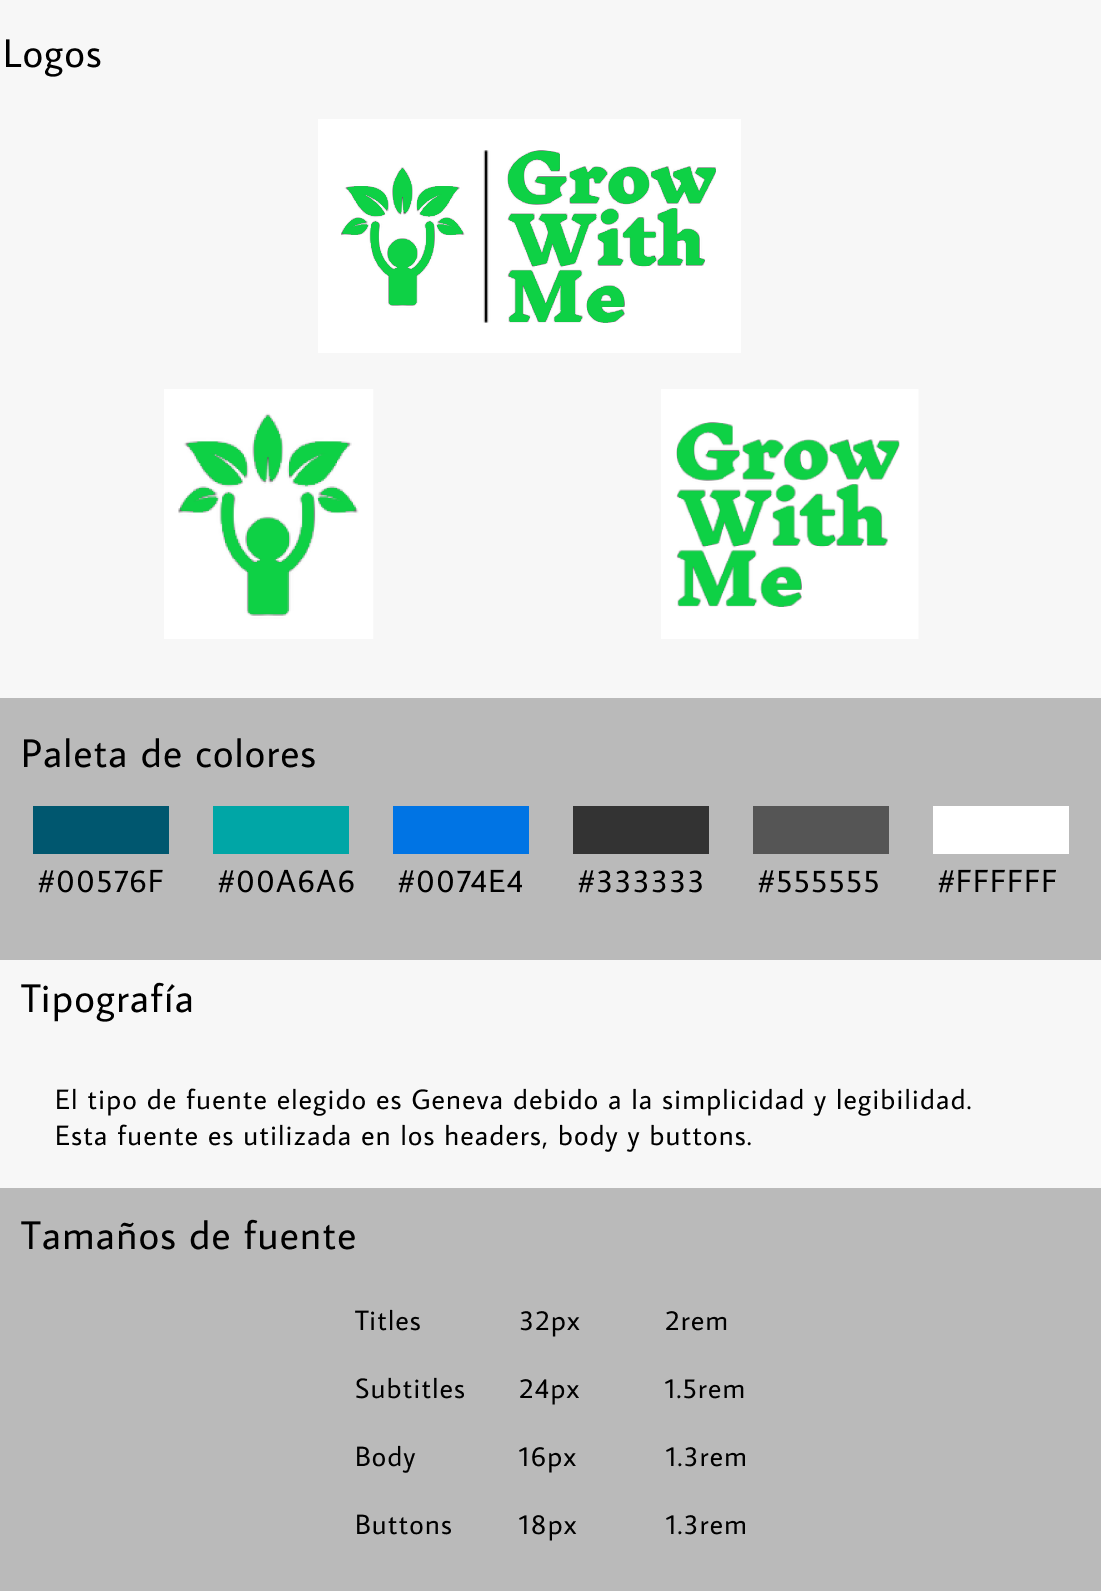 Logos
Grow
With
Me
Grow
With
Me
Paleta de colores
#00576F #00A6A6 #0074E4 #333333 #555555 #FFFFFF
Tipografía
El tipo de fuente elegido es Geneva debido a la simplicidad y legibilidad.
Esta fuente es utilizada en los headers, body y buttons.
Tamaños de fuente
Titles 32px 2rem
Subtitles 24px 1.5rem
Body 16px 1.3rem
Buttons 18px 1.3rem